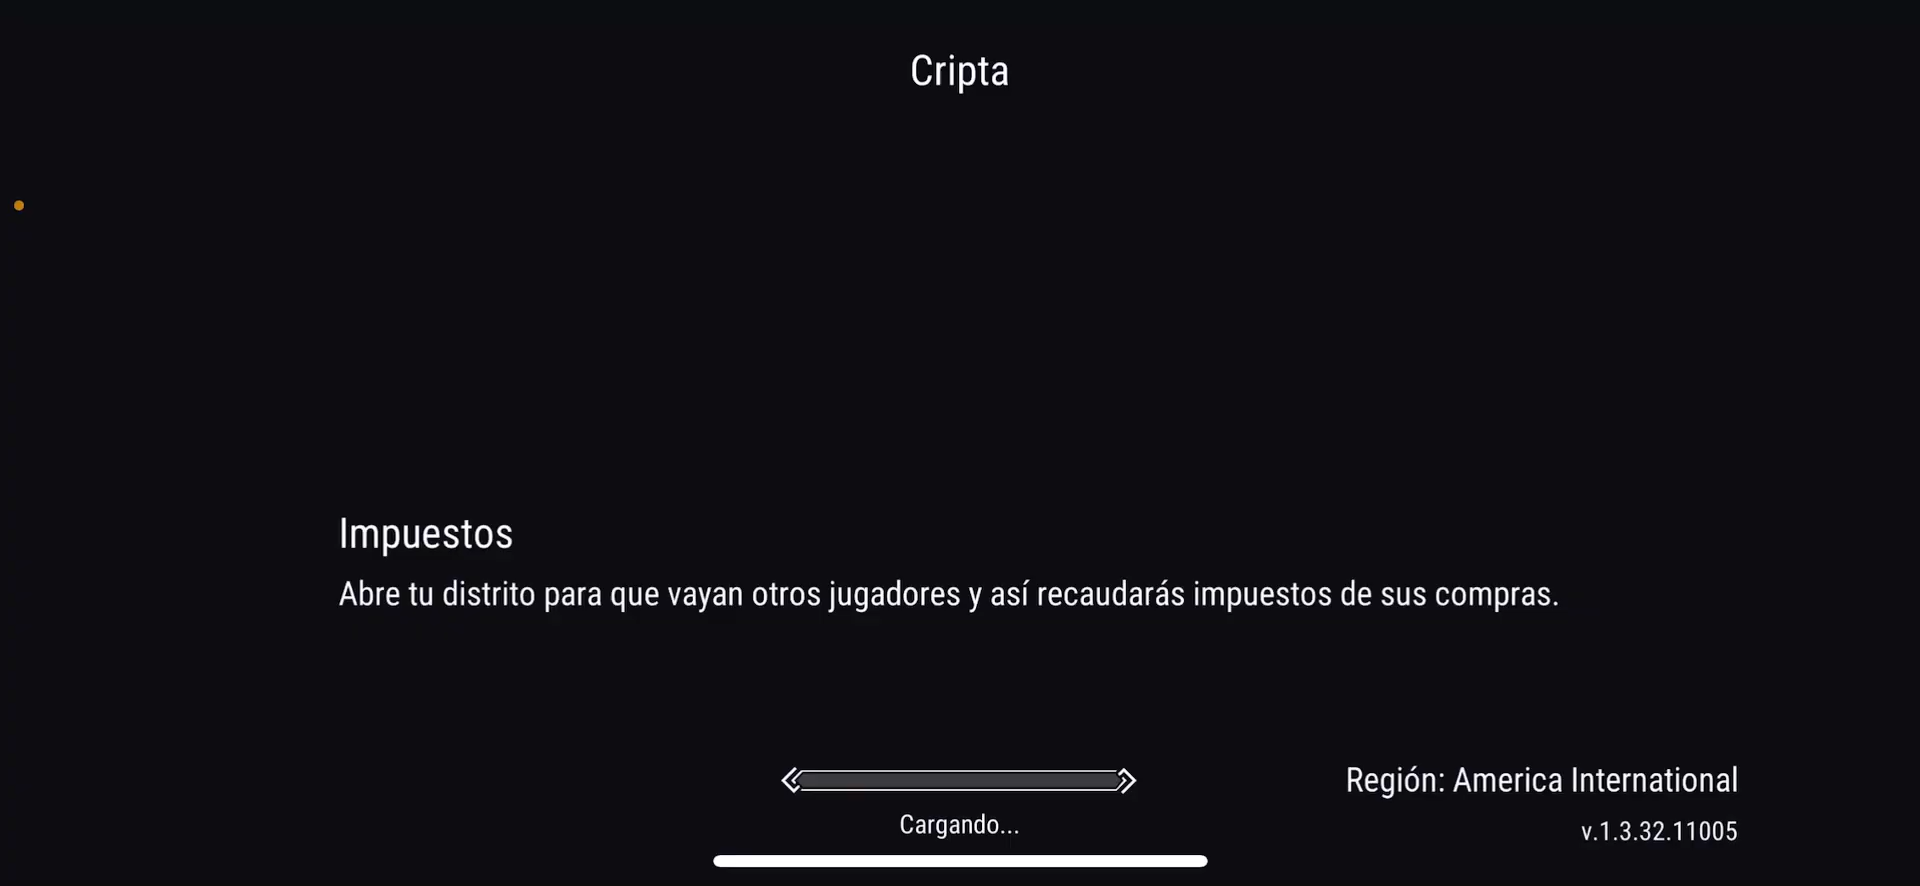 Cripta
Impuestos
Abre tu distrito para que vayan otros jugadores y así recaudarás impuestos de sus compras.
Región: America International
Cargando...
v.1.3.32.11005